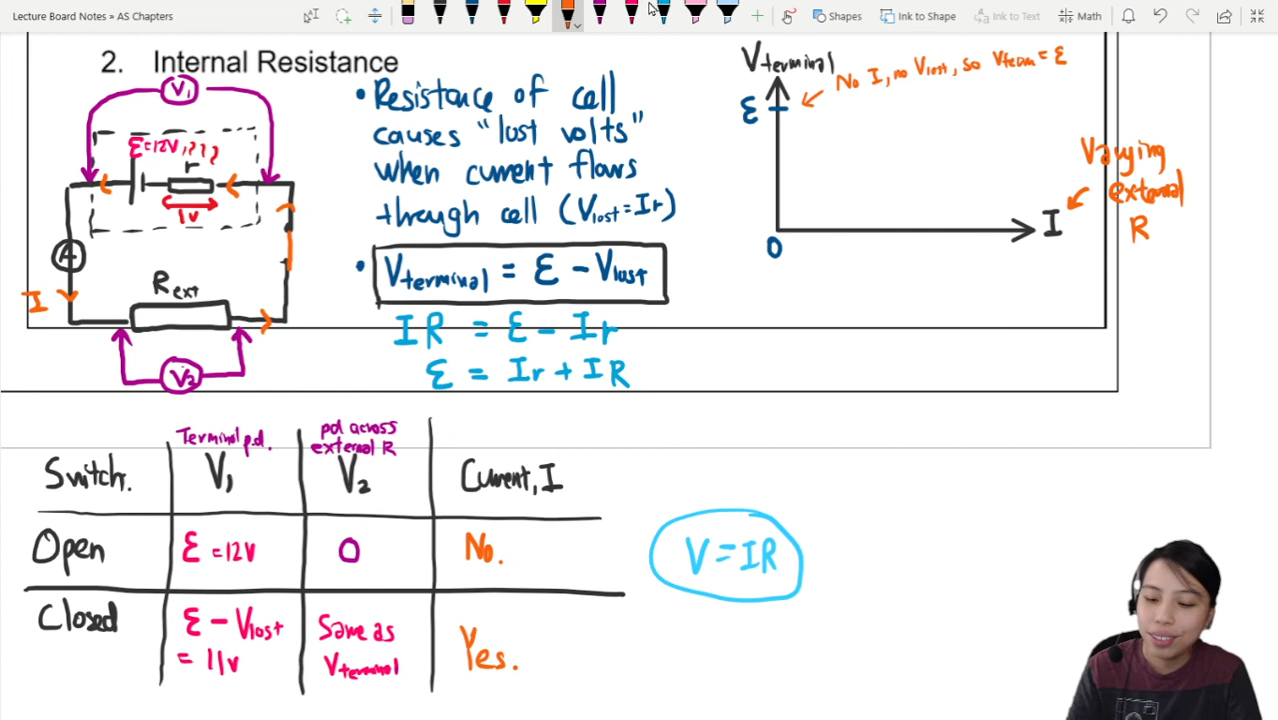 Lecture Board Notes » AS Chapters
Shapes
Ink to Shape
Ink to Text
Math
2. Internal Resistance
V₁
ε=12V,???
r
1V
A
I
Rext
V₂
• Resistance of cell
causes "lost volts"
when current flows
through cell (Vlost = Ir)
• Vterminal = ε - Vlost
IR = ε - Ir
ε = Ir + IR
Vterminal
No I, no Vlost, so Vterm = ε
ε
0
I
Varying
external
R
Switch.
Terminal p.d.
V₁
pd across
external R
V₂
Current, I
Open
ε = 12V
0
No.
Closed
ε - Vlost
= 11V
Same as
Vterminal
Yes.
V = IR